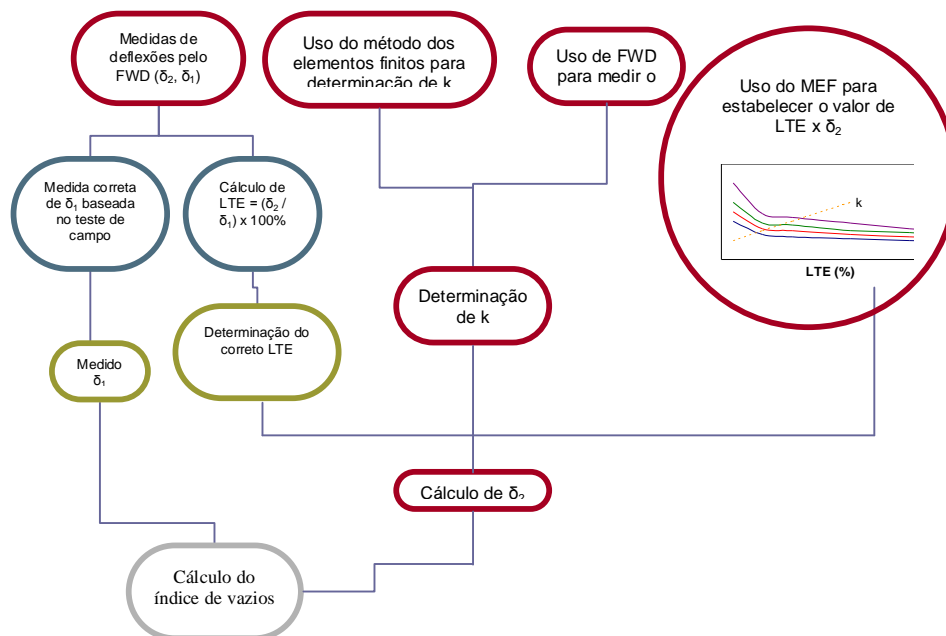 Medidas de
deflexões pelo
FWD (δ₂, δ₁)
Uso do método dos
elementos finitos para
determinação de k
Uso de FWD
para medir o
Uso do MEF para
estabelecer o valor de
LTE x δ₂
k
LTE (%)
Medida correta
de δ₁ baseada
no teste de
campo
Cálculo de
LTE = (δ₂ /
δ₁) x 100%
Determinação
de k
Determinação do
correto LTE
Medido
δ₁
Cálculo de δ₂
Cálculo do
índice de vazios